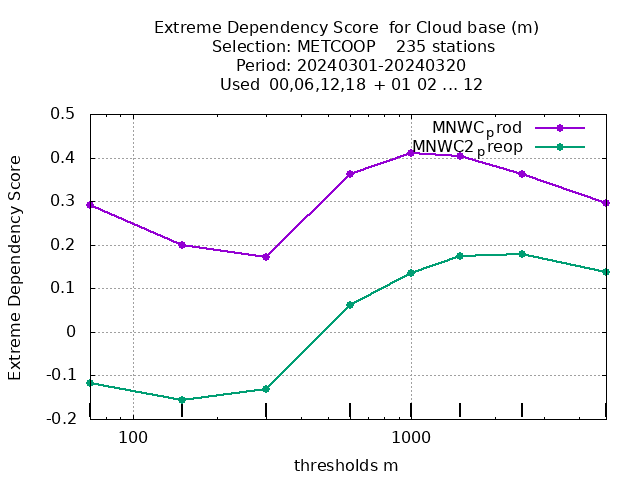 Extreme Dependency Score  for Cloud base (m)
Selection: METCOOP    235 stations
Period: 20240301-20240320
Used  00,06,12,18  + 01 02 ... 12
0.5
0.4
0.3
0.2
0.1
0
-0.1
-0.2
Extreme Dependency Score
MNWCprod
MNWC2preop
100
1000
thresholds m